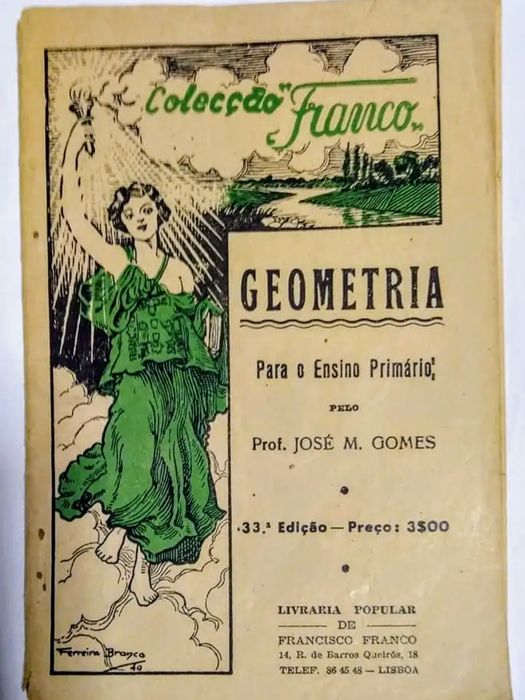 Colecção "Franco"
GEOMETRIA
Para o Ensino Primário
PELO
Prof. JOSÉ M. GOMES
33.ª Edição — Preço: 3$00
LIVRARIA POPULAR
DE
FRANCISCO FRANCO
14, R. de Barros Queirós, 18
TELEF. 86 45 48 — LISBOA
Ferreira Branco
40